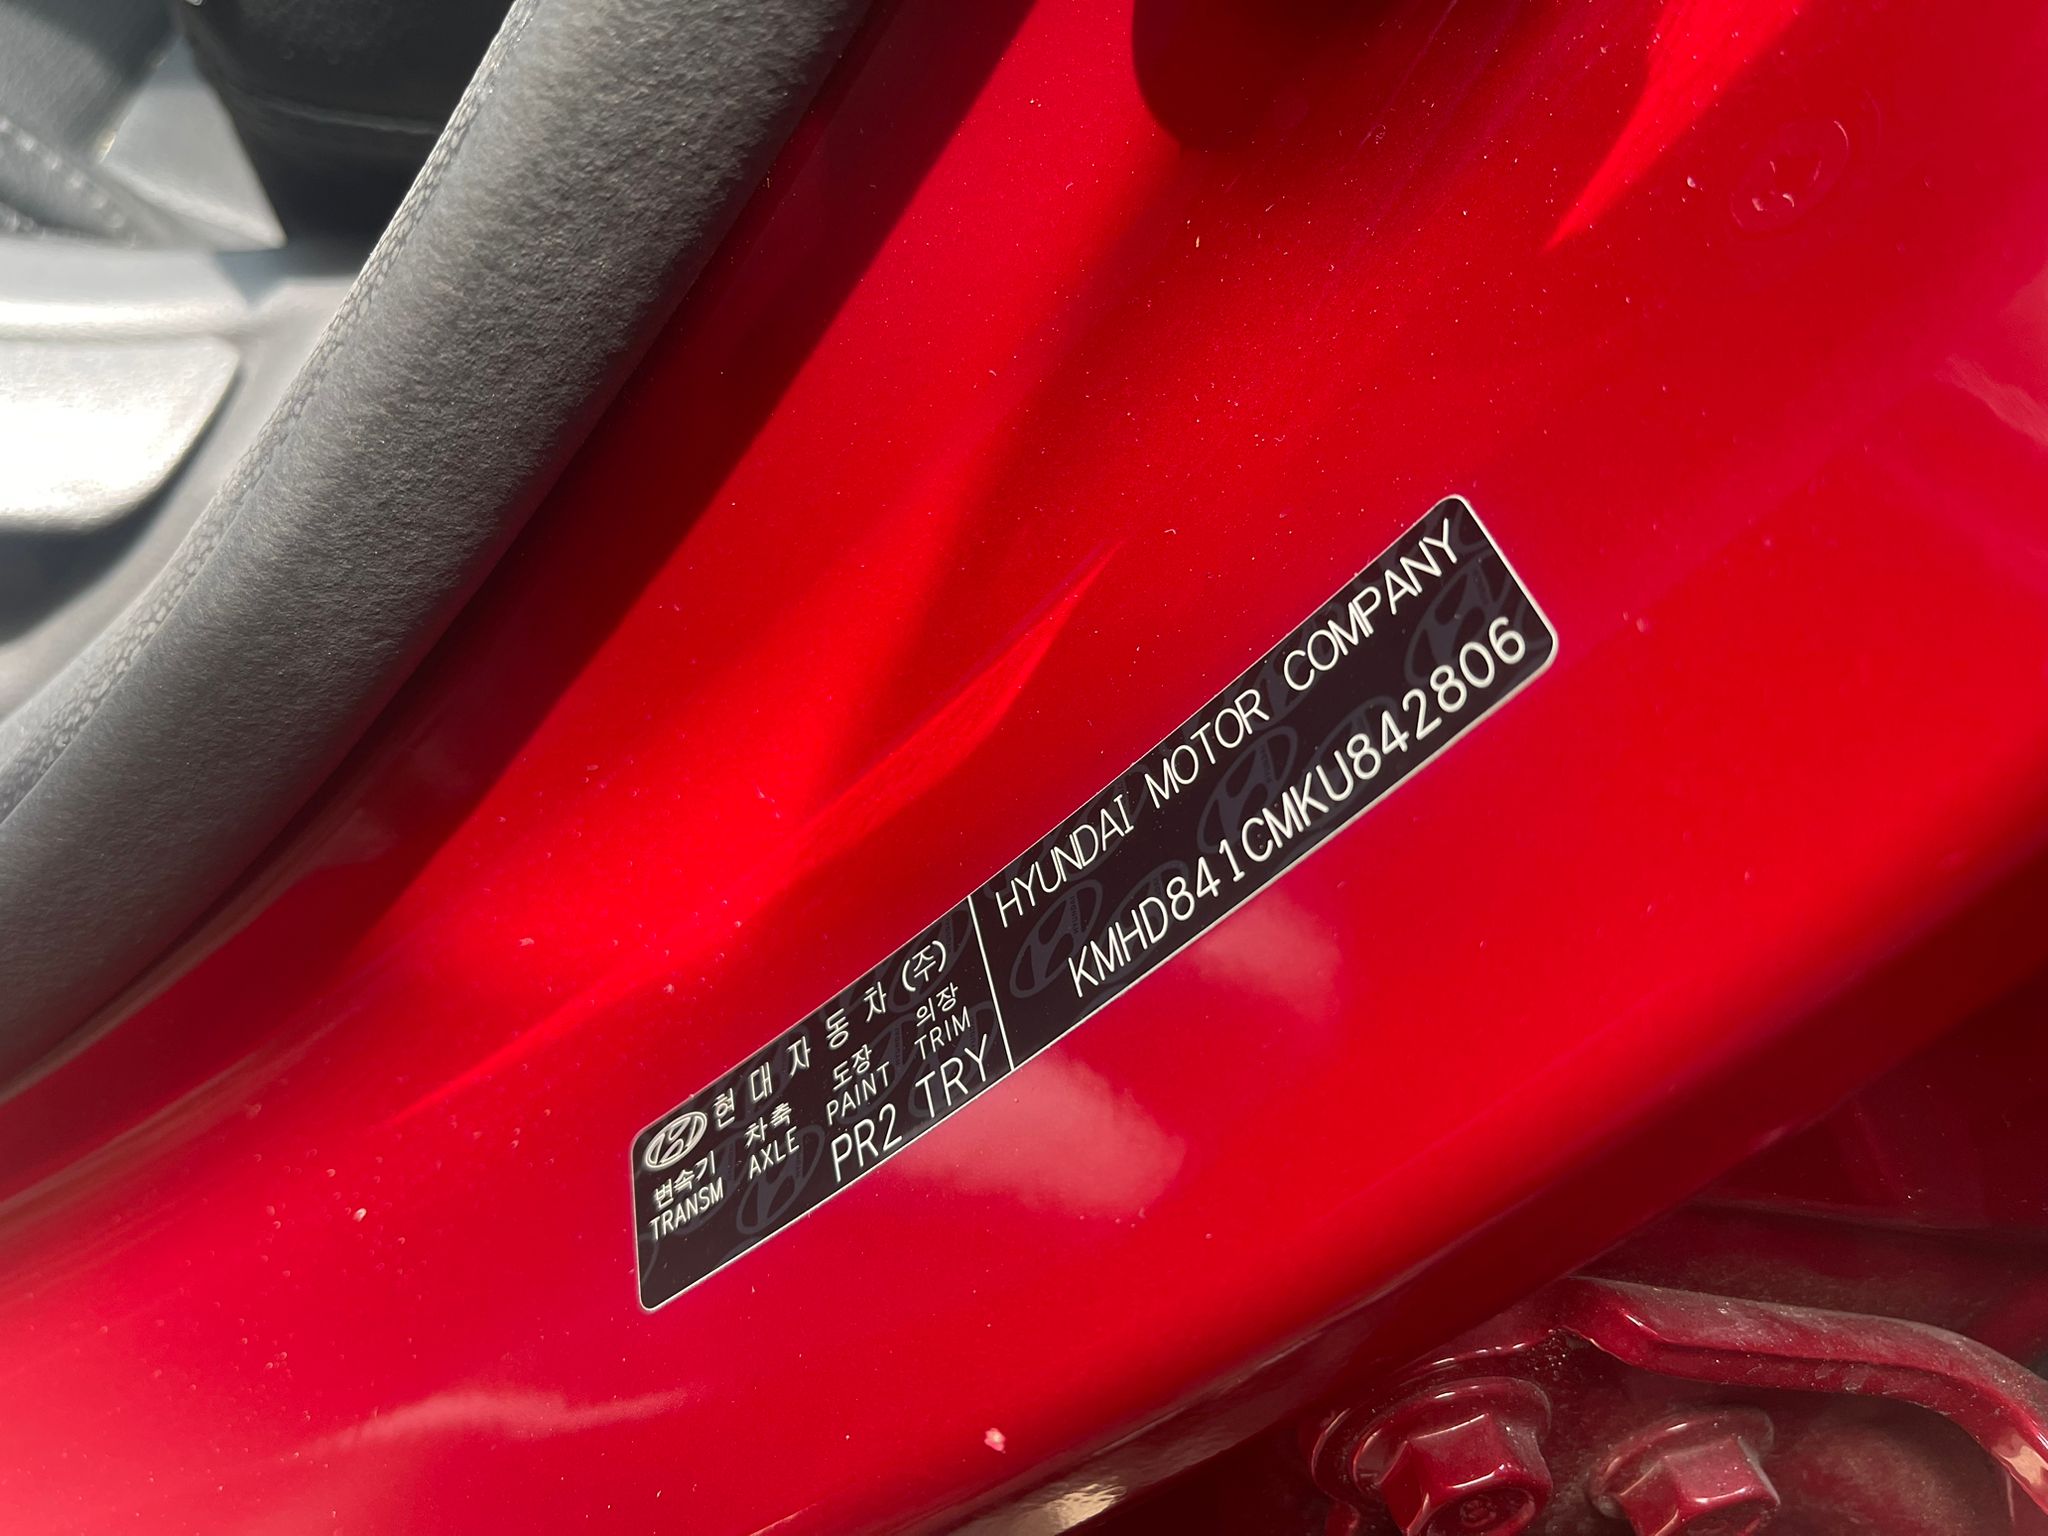 현대자동차(주)
변속기 차축 도장 의장
TRANSM AXLE PAINT TRIM
PR2 TRY
HYUNDAI MOTOR COMPANY
KMHD841CMKU842806